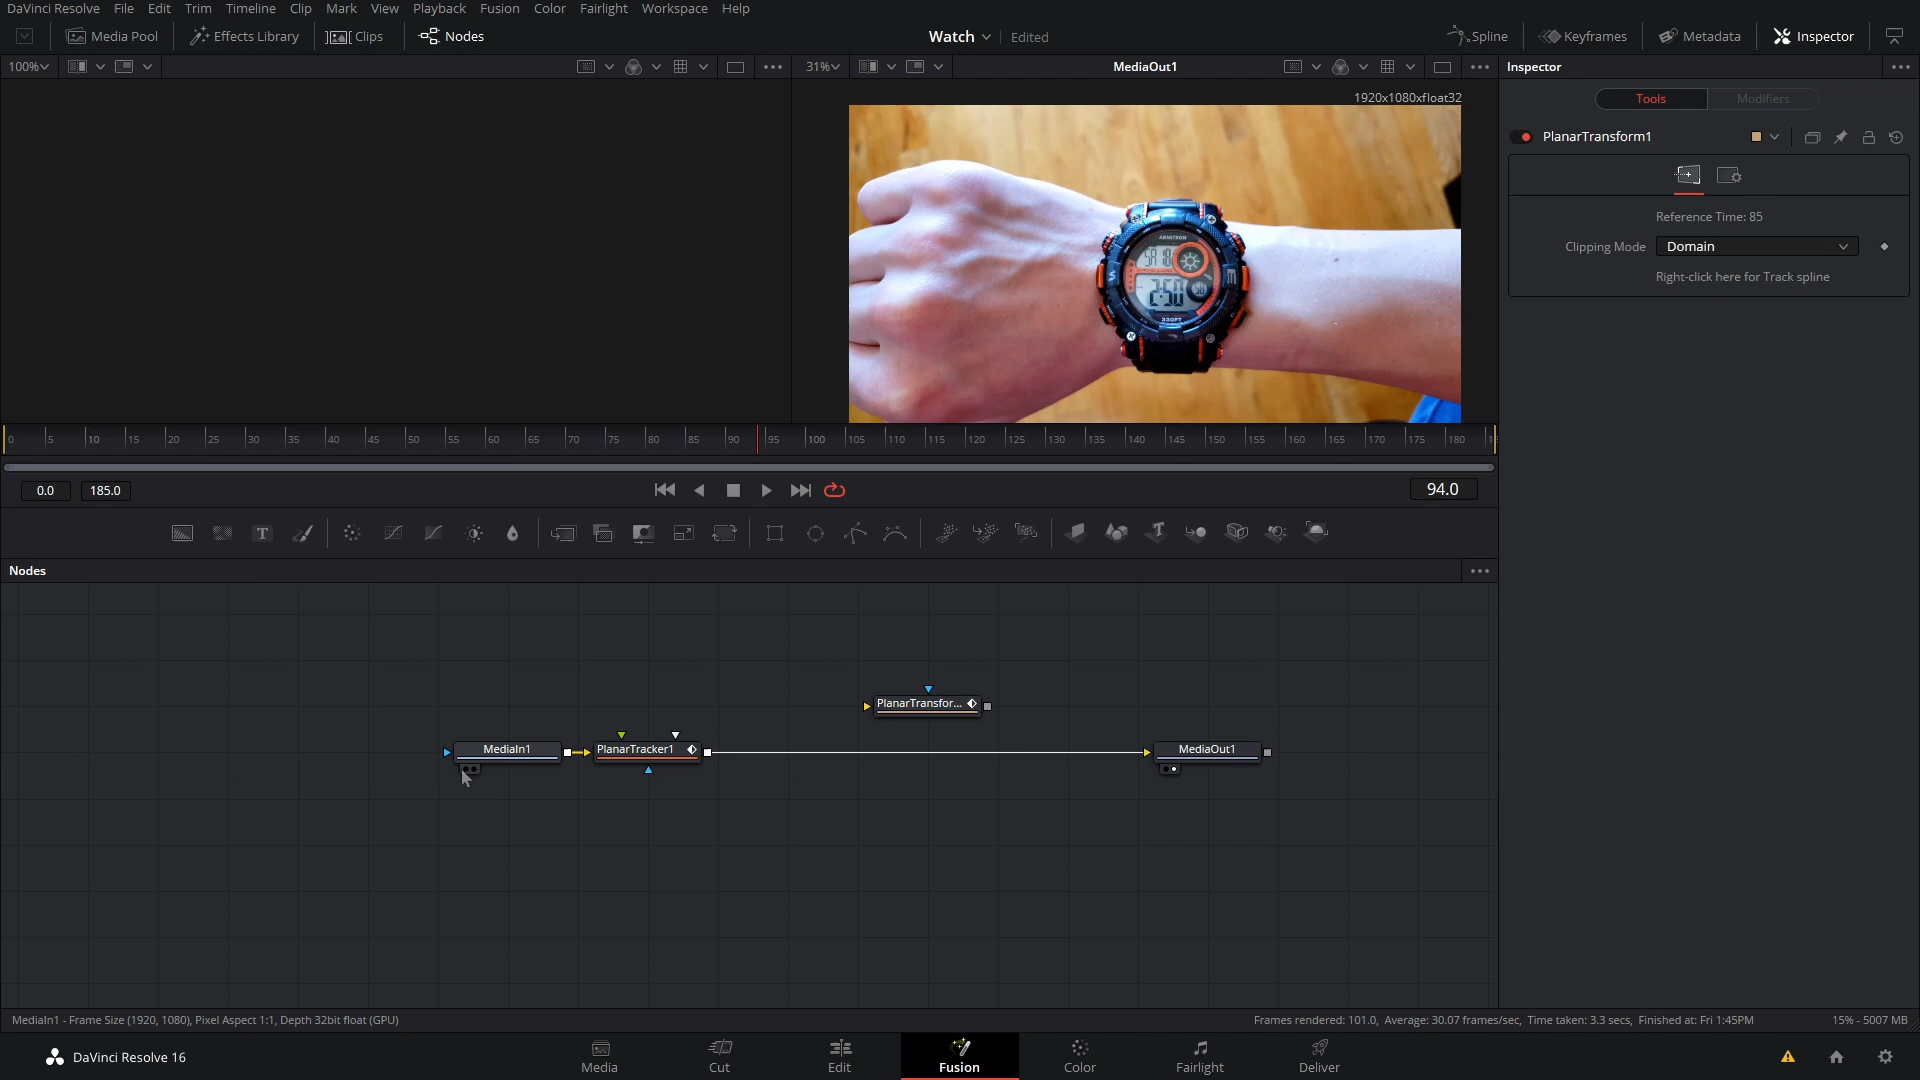 DaVinci Resolve File Edit Trim Timeline Clip Mark View Playback Fusion Color Fairlight Workspace Help
Media Pool Effects Library Clips Nodes Watch Edited Spline Keyframes Metadata Inspector
100% 31% MediaOut1 Inspector
1920x1080xfloat32
Tools Modifiers
PlanarTransform1
Reference Time: 85
Clipping Mode Domain
Right-click here for Track spline
ARMITRON
330FT
0 5 10 15 20 25 30 35 40 45 50 55 60 65 70 75 80 85 90 95 100 105 110 115 120 125 130 135 140 145 150 155 160 165 170 175 180
0.0 185.0 94.0
Nodes
PlanarTransfor...
MediaIn1 PlanarTracker1 MediaOut1
MediaIn1 - Frame Size (1920, 1080), Pixel Aspect 1:1, Depth 32bit float (GPU) Frames rendered: 101.0, Average: 30.07 frames/sec, Time taken: 3.3 secs, Finished at: Fri 1:45PM 15% - 5007 MB
DaVinci Resolve 16 Media Cut Edit Fusion Color Fairlight Deliver